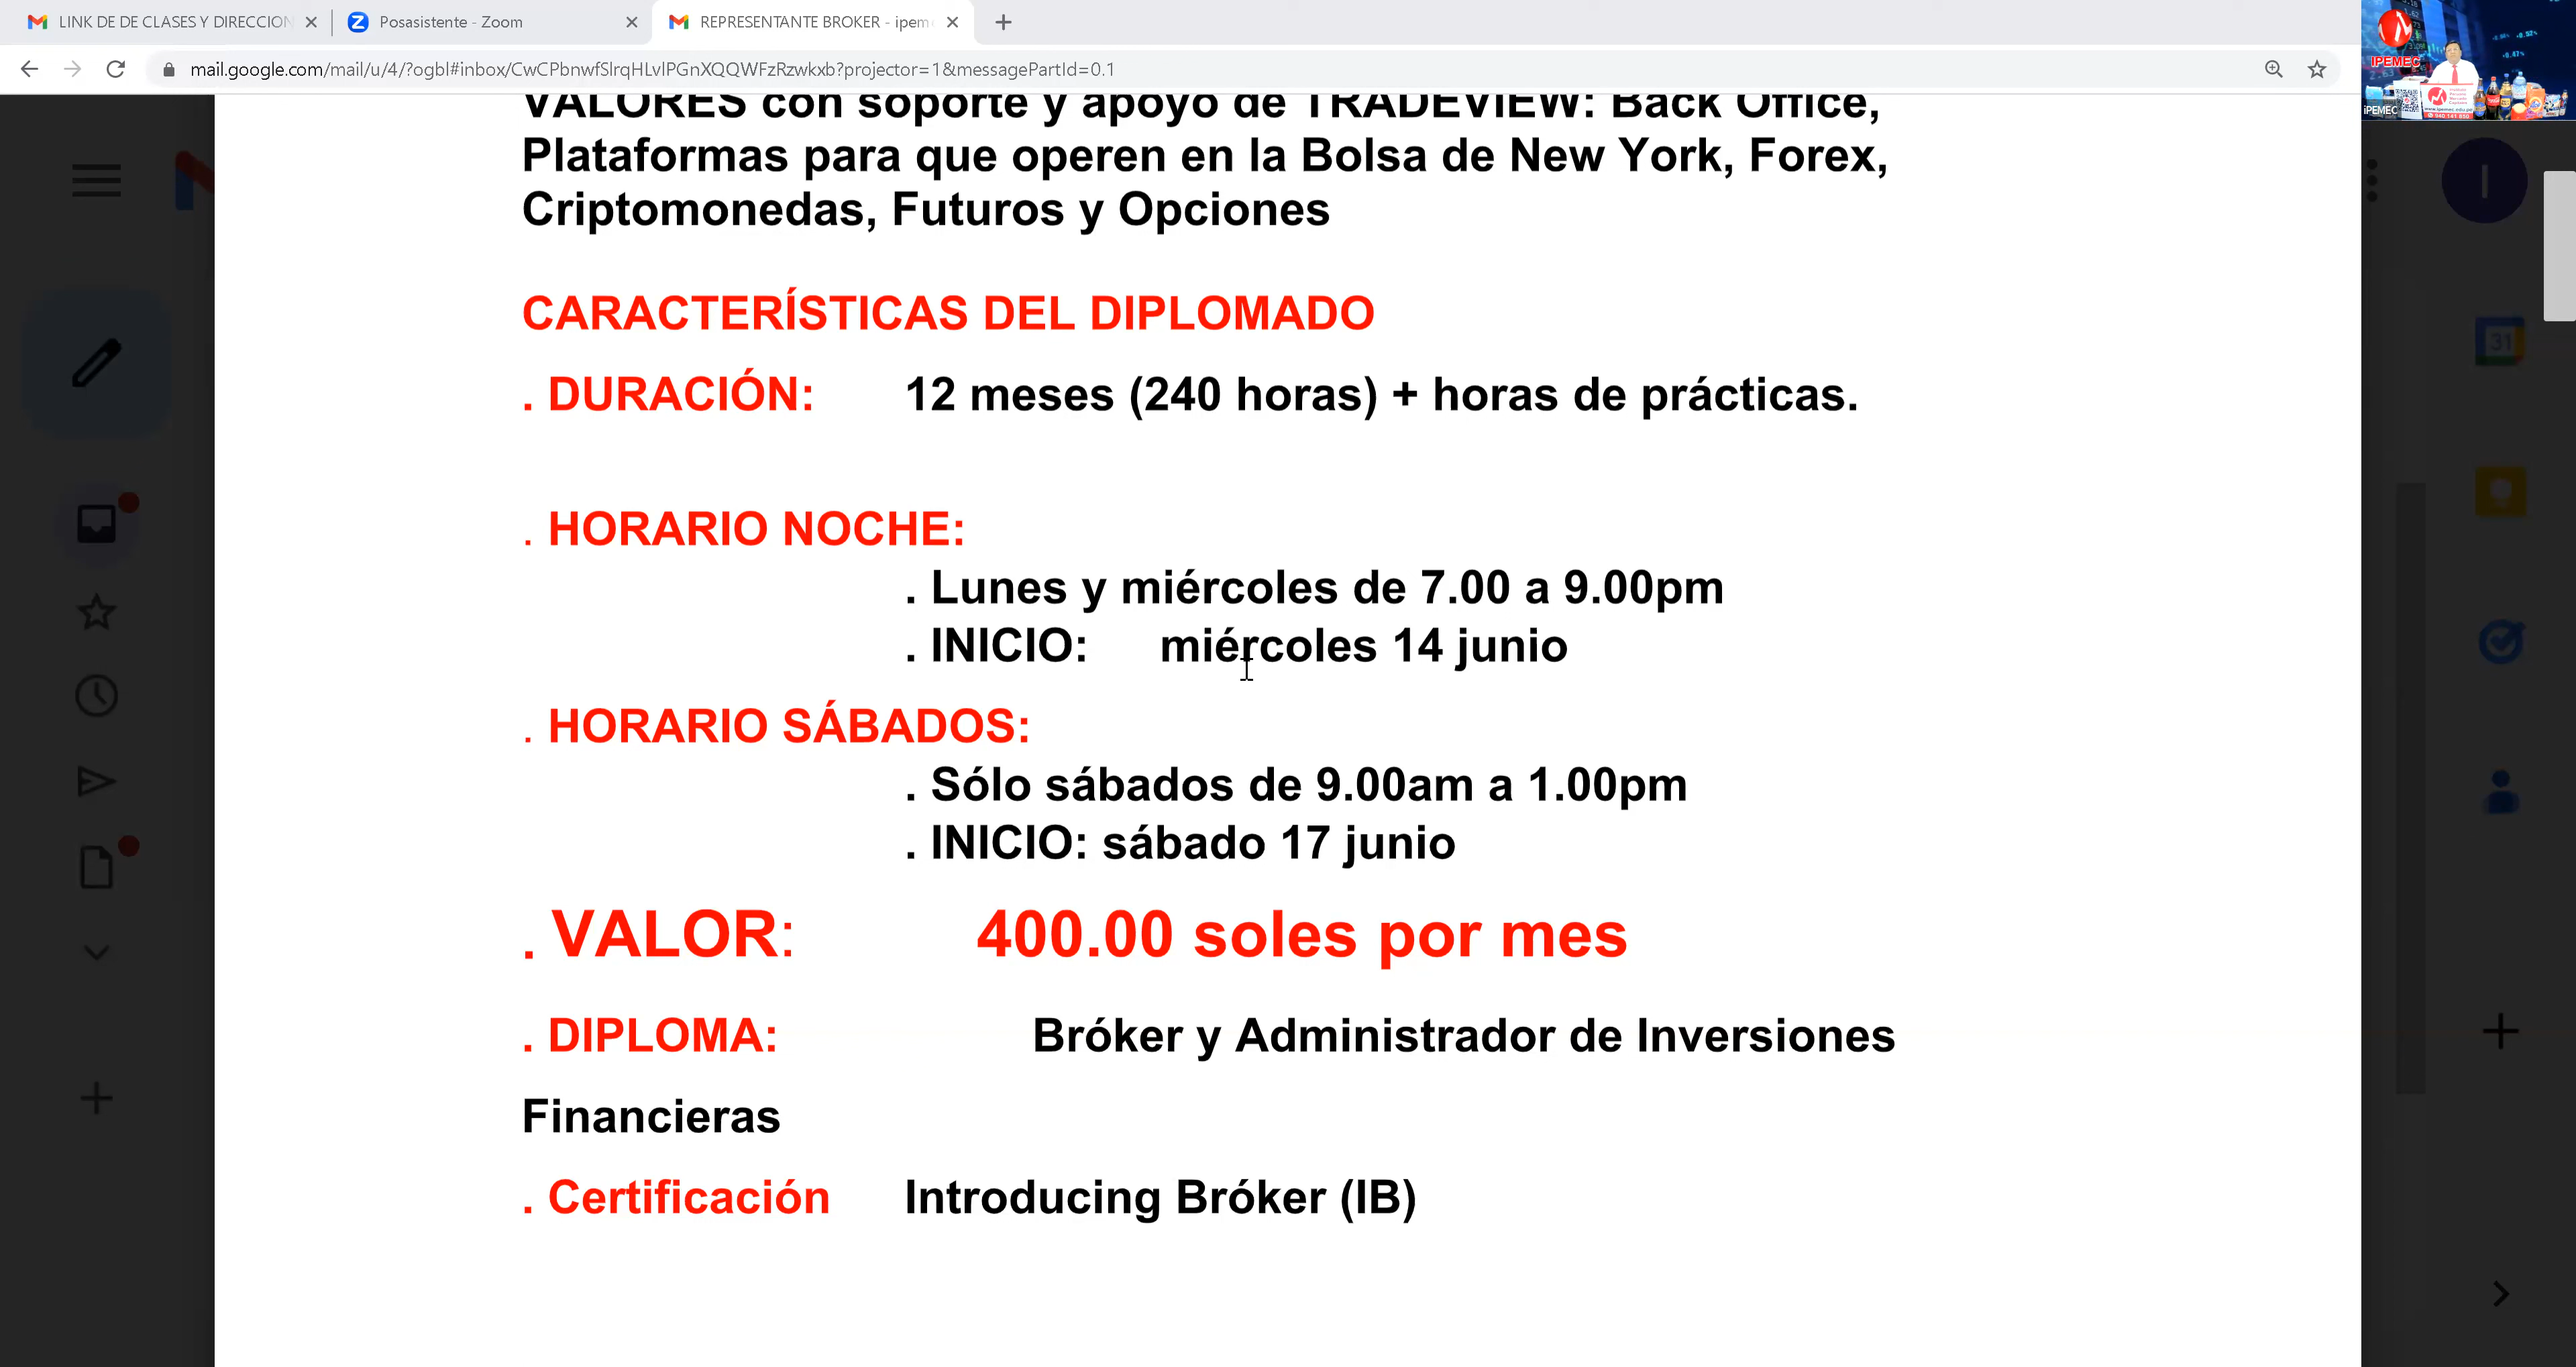 LINK DE DE CLASES Y DIRECCION
Posasistente - Zoom
REPRESENTANTE BROKER - ipem
mail.google.com/mail/u/4/?ogbl#inbox/CwCPbnwfSlrqHLvlPGnXQQWFzRzwkxb?projector=1&messagePartId=0.1
IPEMEC
iPEMEC
VALORES con soporte y apoyo de TRADEVIEW: Back Office,
Plataformas para que operen en la Bolsa de New York, Forex,
Criptomonedas, Futuros y Opciones
CARACTERÍSTICAS DEL DIPLOMADO
. DURACIÓN: 12 meses (240 horas) + horas de prácticas.
. HORARIO NOCHE:
. Lunes y miércoles de 7.00 a 9.00pm
. INICIO: miércoles 14 junio
. HORARIO SÁBADOS:
. Sólo sábados de 9.00am a 1.00pm
. INICIO: sábado 17 junio
. VALOR: 400.00 soles por mes
. DIPLOMA: Bróker y Administrador de Inversiones
Financieras
. Certificación Introducing Bróker (IB)
I
31